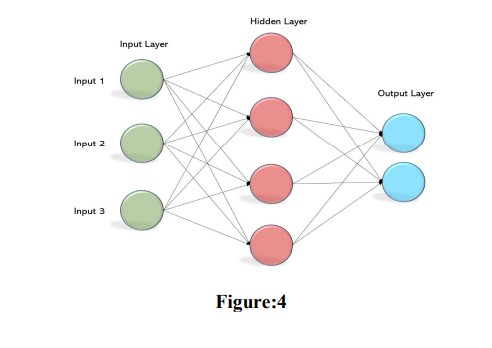 Hidden Layer
Input Layer
Input 1
Output Layer
Input 2
Input 3
Figure:4